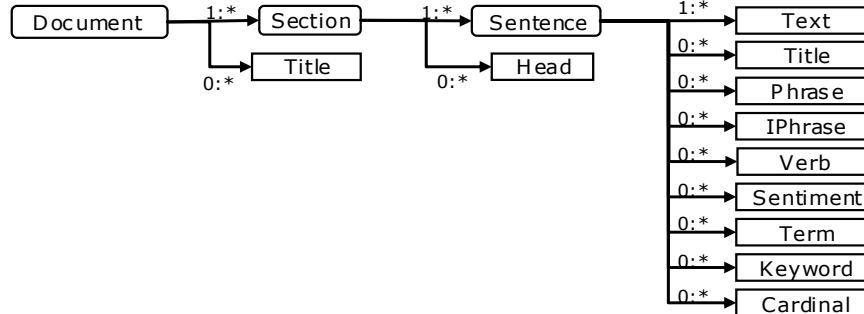 Document
1:*
Section
1:*
Sentence
1:*
Text
0:*
Title
0:*
Head
0:*
Title
0:*
Phrase
0:*
IPhrase
0:*
Verb
0:*
Sentiment
0:*
Term
0:*
Keyword
0:*
Cardinal